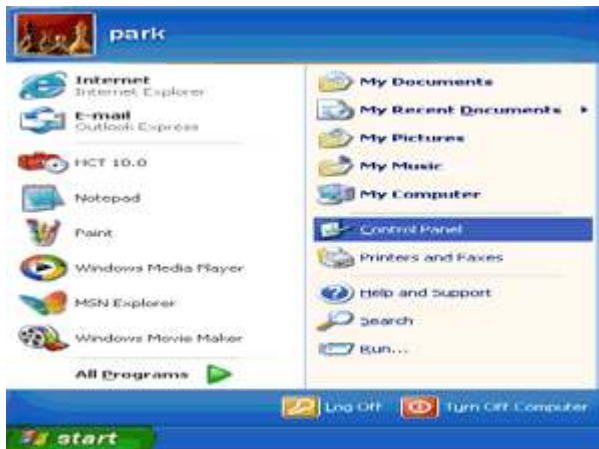 park
Internet
Internet Explorer
E-mail
Outlook Express
HCT 10.0
Notepad
Paint
Windows Media Player
MSN Explorer
Windows Movie Maker
All Programs
My Documents
My Recent Documents
My Pictures
My Music
My Computer
Control Panel
Printers and Faxes
Help and Support
Search
Run...
Log Off
Turn Off Computer
start